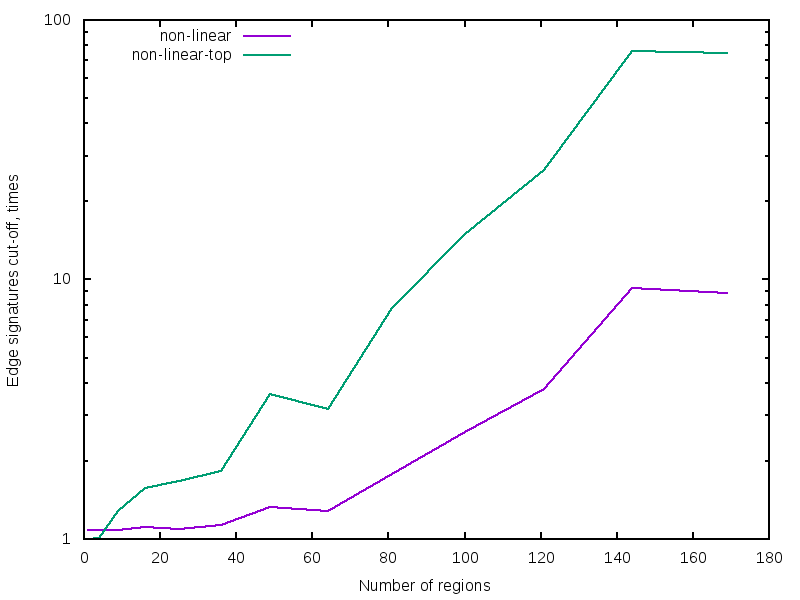 100
10
1
non-linear
non-linear-top
Edge signatures cut-off, times
0 20 40 60 80 100 120 140 160 180
Number of regions